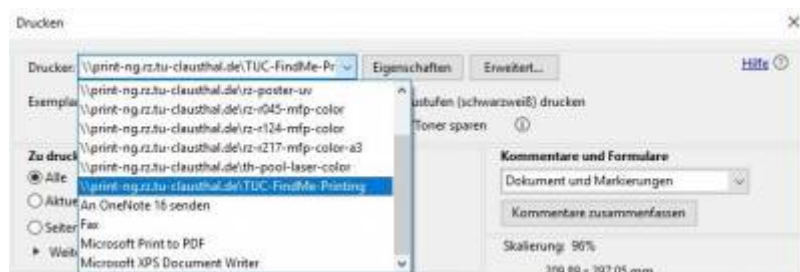 Drucken
Drucker: \\print-ng.rz.tu-clausthal.de\TUC-FindMe-Pr Eigenschaften Erweitert... Hilfe
\\print-ng.rz.tu-clausthal.de\rz-poster-uv
Exemplar ustufen (schwarzweiß) drucken
\\print-ng.rz.tu-clausthal.de\rz-r045-mfp-color
\\print-ng.rz.tu-clausthal.de\rz-r124-mfp-color Toner sparen
\\print-ng.rz.tu-clausthal.de\rz-r217-mfp-color-a3
Zu druck \\print-ng.rz.tu-clausthal.de\th-pool-laser-color Kommentare und Formulare
Alle \\print-ng.rz.tu-clausthal.de\TUC-FindMe-Printing Dokument und Markierungen
Aktue An OneNote 16 senden
Seiten Fax Kommentare zusammenfassen
Weit Microsoft Print to PDF
Skalierung: 96%
Microsoft XPS Document Writer
209,89 x 297,05 mm